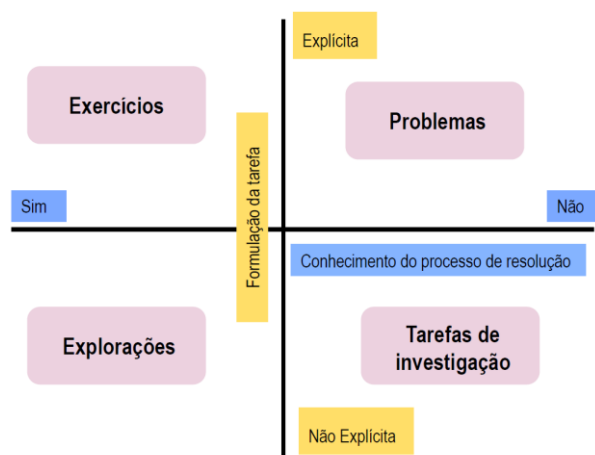 Explícita
Exercícios
Problemas
Formulação da tarefa
Sim
Não
Conhecimento do processo de resolução
Explorações
Tarefas de
investigação
Não Explícita